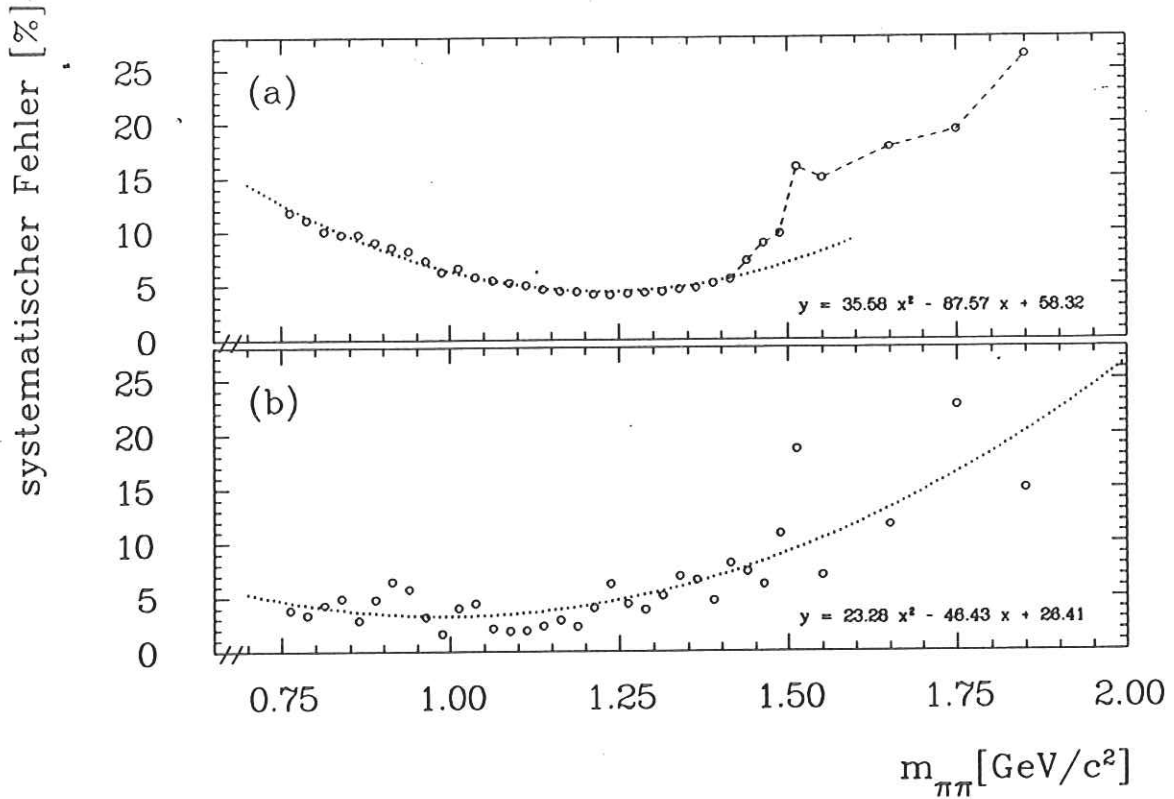 systematischer Fehler [%]
(a)
25
20
15
10
5
0
y = 35.58 x² - 87.57 x + 58.32
(b)
25
20
15
10
5
0
y = 23.28 x² - 46.43 x + 26.41
0.75 1.00 1.25 1.50 1.75 2.00
mππ[GeV/c²]